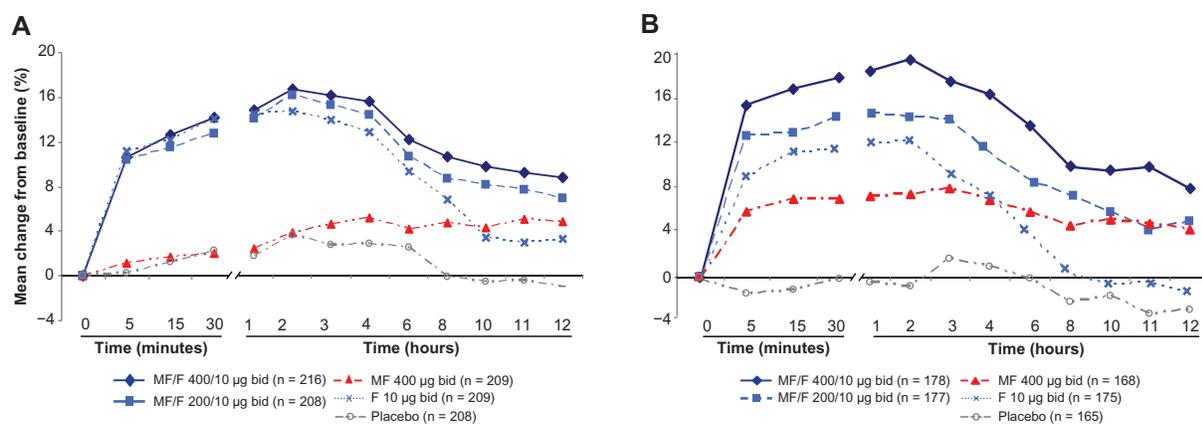 A
Mean change from baseline (%)
20
16
12
8
4
0
−4
0 5 15 30 1 2 3 4 6 8 10 11 12
Time (minutes) Time (hours)
MF/F 400/10 µg bid (n = 216) MF 400 µg bid (n = 209)
MF/F 200/10 µg bid (n = 208) F 10 µg bid (n = 209)
Placebo (n = 208)
B
20
16
12
8
4
0
−4
0 5 15 30 1 2 3 4 6 8 10 11 12
Time (minutes) Time (hours)
MF/F 400/10 µg bid (n = 178) MF 400 µg bid (n = 168)
MF/F 200/10 µg bid (n = 177) F 10 µg bid (n = 175)
Placebo (n = 165)